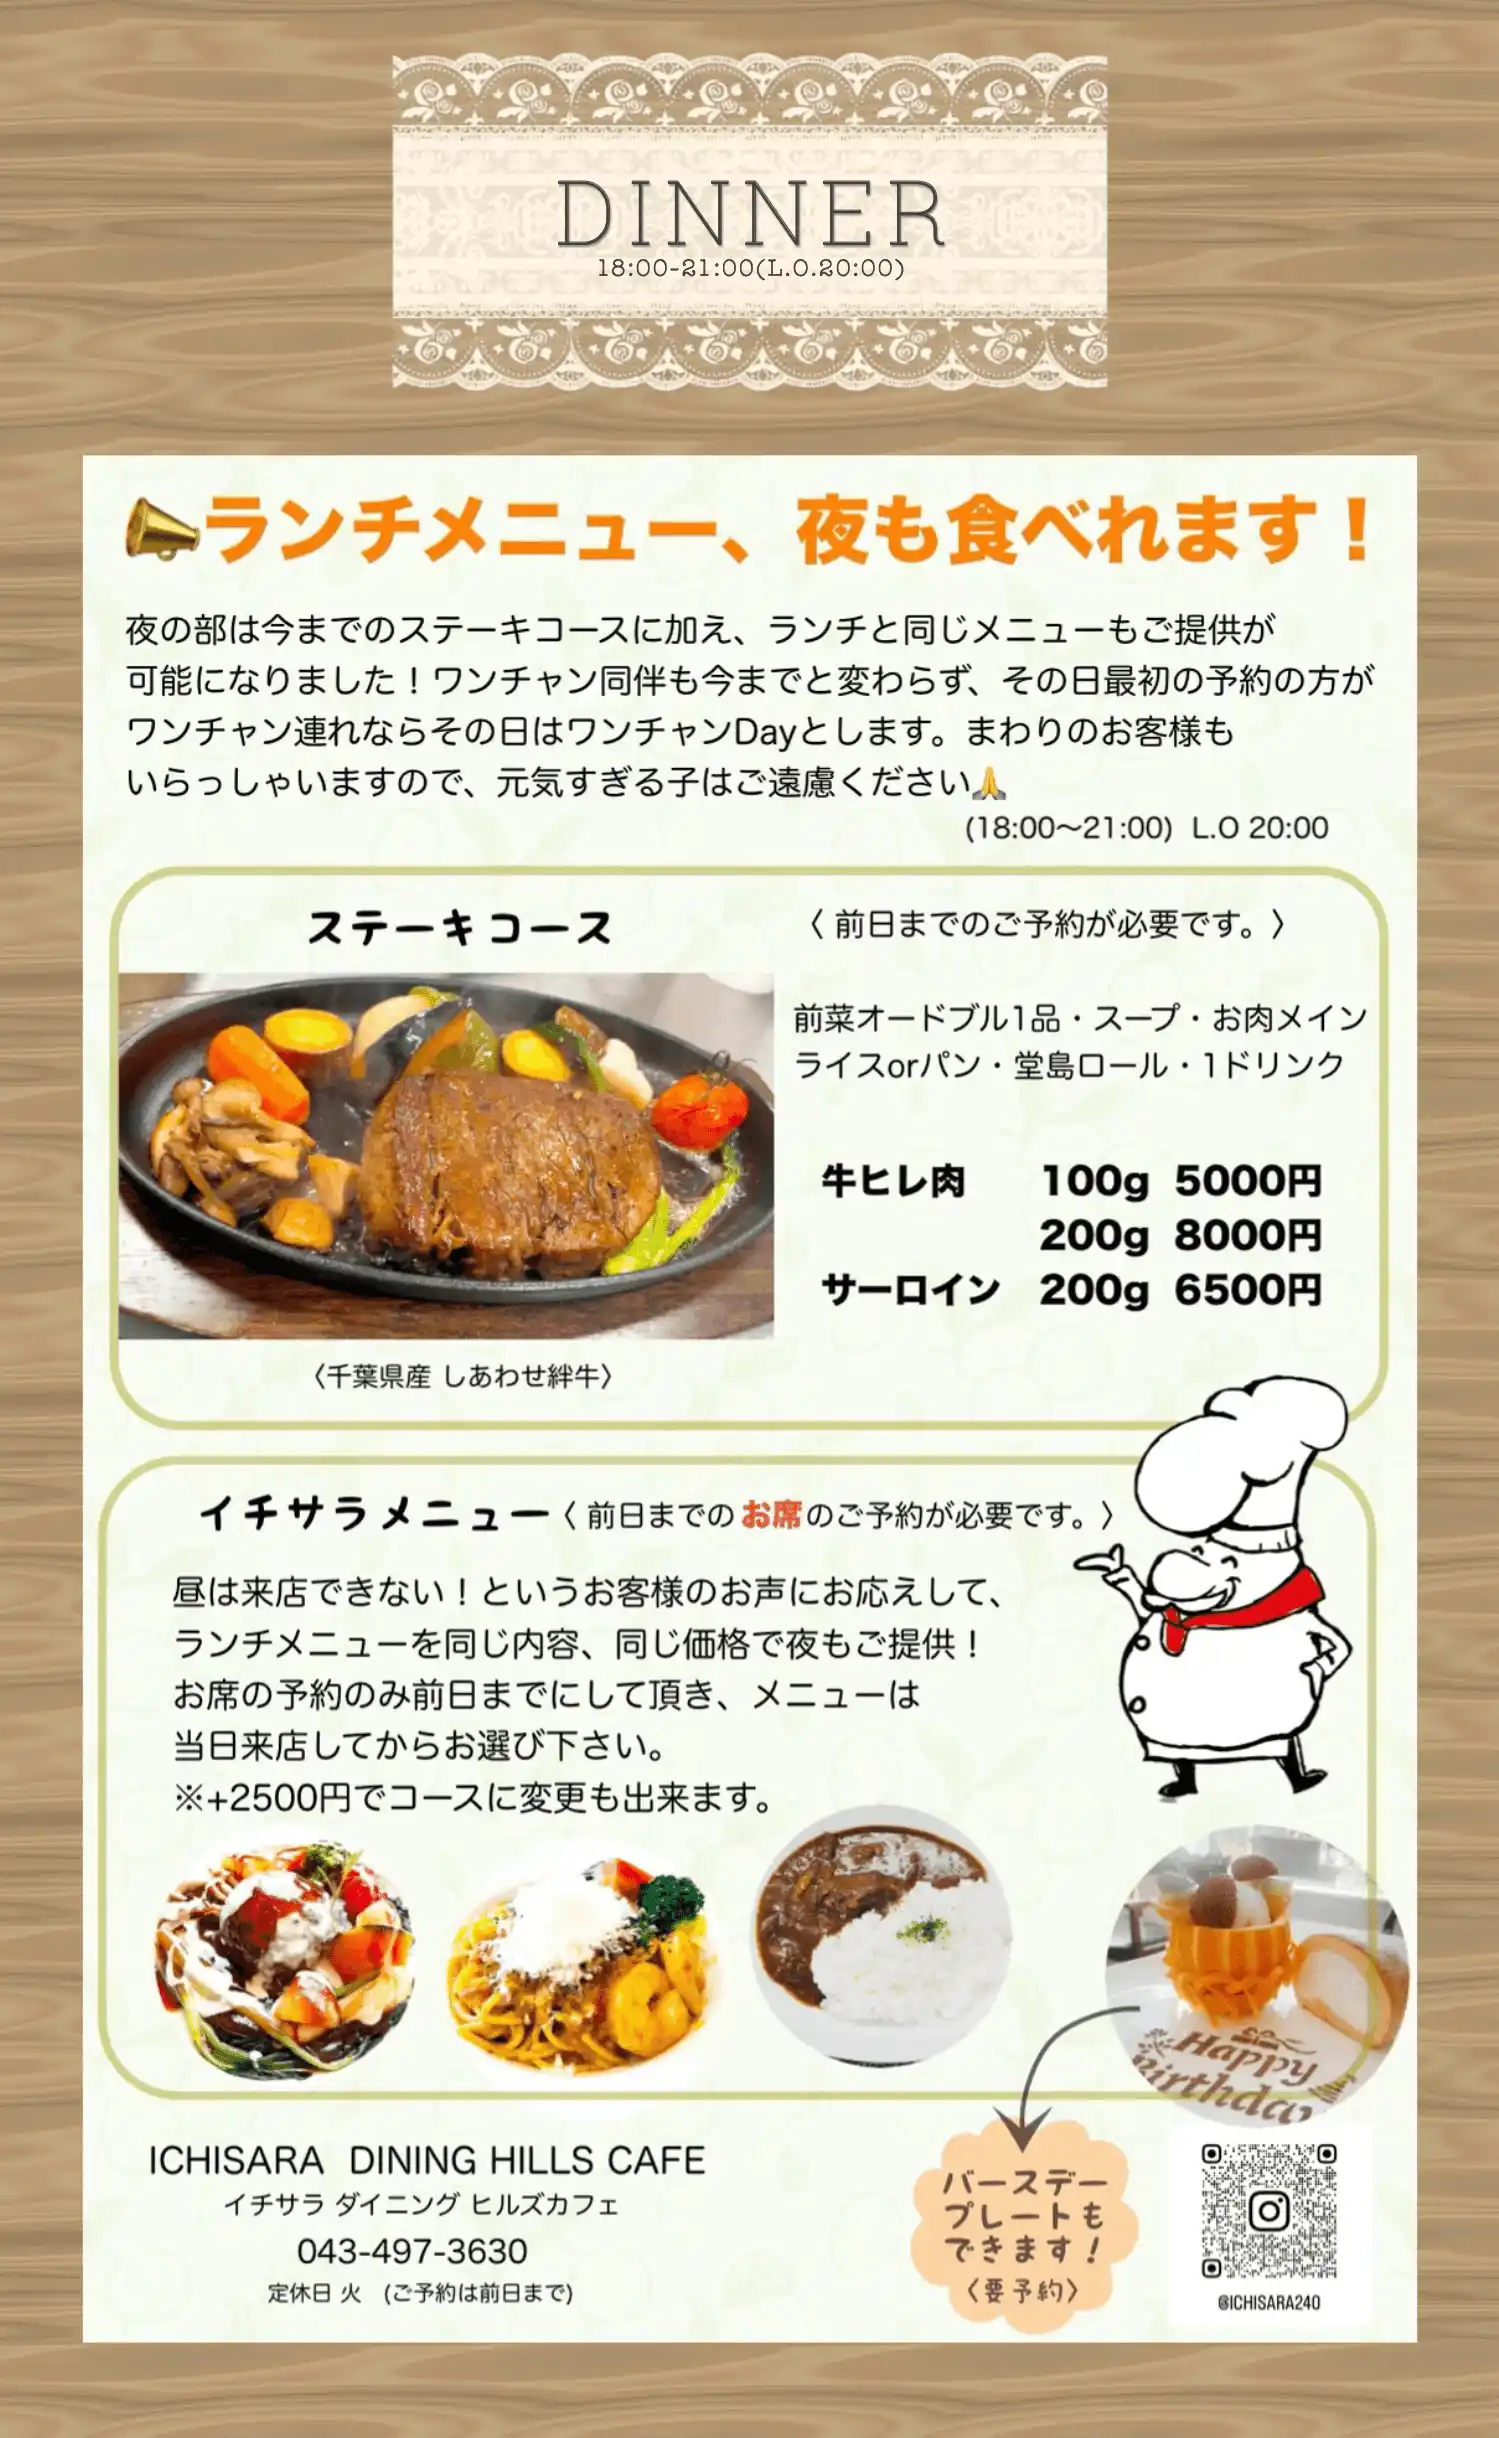 DINNER
18:00-21:00(L.O.20:00)
ランチメニュー、夜も食べれます！
夜の部は今までのステーキコースに加え、ランチと同じメニューもご提供が
可能になりました！ワンチャン同伴も今までと変わらず、その日最初の予約の方が
ワンチャン連れならその日はワンチャンDayとします。まわりのお客様も
いらっしゃいますので、元気すぎる子はご遠慮ください🙏
(18:00〜21:00) L.O 20:00
ステーキコース
〈 前日までのご予約が必要です。〉
前菜オードブル1品・スープ・お肉メイン
ライスorパン・堂島ロール・1ドリンク
牛ヒレ肉 100g 5000円
200g 8000円
サーロイン 200g 6500円
〈千葉県産 しあわせ絆牛〉
イチサラメニュー〈 前日までのお席のご予約が必要です。〉
昼は来店できない！というお客様のお声にお応えして、
ランチメニューを同じ内容、同じ価格で夜もご提供！
お席の予約のみ前日までにして頂き、メニューは
当日来店してからお選び下さい。
※+2500円でコースに変更も出来ます。
Happy
Birthday
ICHISARA DINING HILLS CAFE
イチサラ ダイニング ヒルズカフェ
043-497-3630
定休日 火 (ご予約は前日まで)
バースデー
プレートも
できます！
〈要予約〉
@ICHISARA240